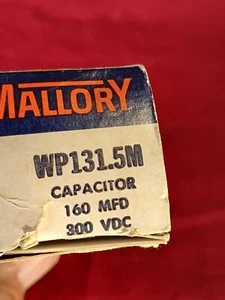 MALLORY
WP131.5M
CAPACITOR
160 MFD
300 VDC